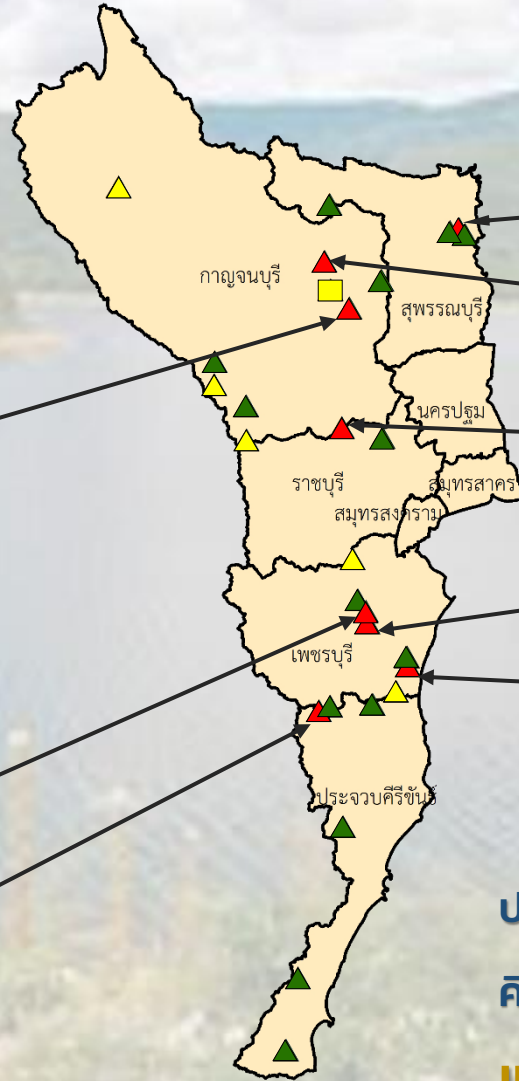 กาญจนบุรี
สุพรรณบุรี
นครปฐม
ราชบุรี
สมุทรสาคร
สมุทรสงคราม
เพชรบุรี
ประจวบคีรีขันธ์